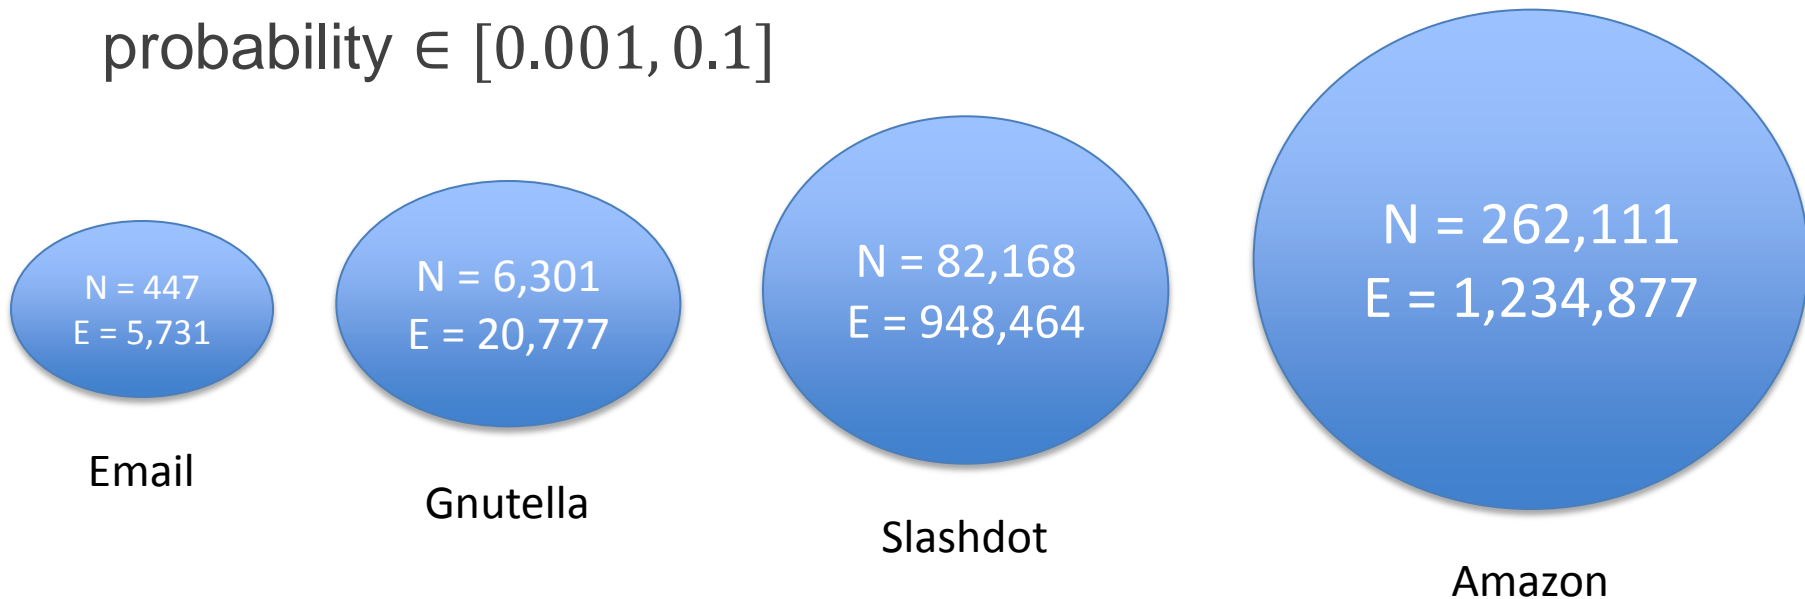 probability ∈ [0.001, 0.1]
N = 447
E = 5,731
Email
N = 6,301
E = 20,777
Gnutella
N = 82,168
E = 948,464
Slashdot
N = 262,111
E = 1,234,877
Amazon